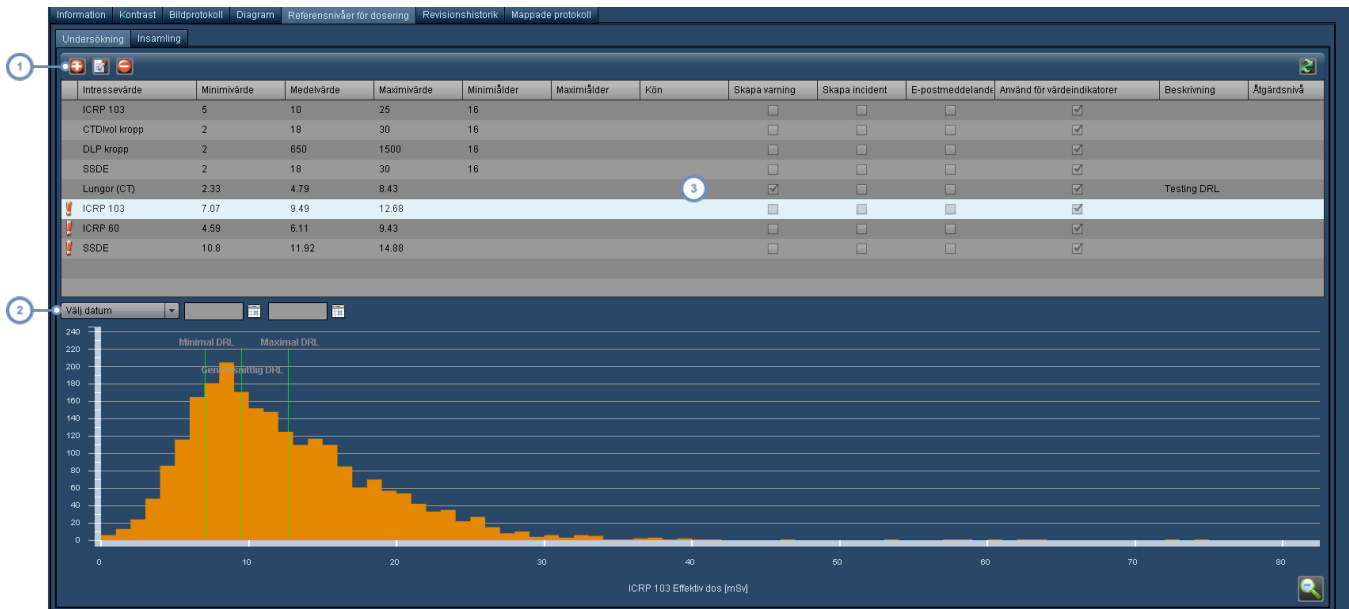 Information Kontrast Bildprotokoll Diagram Referensnivåer för dosering Revisionshistorik Mappade protokoll
Undersökning Insamling
1
Intressevärde Minimivärde Medelvärde Maximivärde Minimiålder Maximiålder Kön Skapa varning Skapa incident E-postmeddelande Använd för värdeindikatorer Beskrivning Åtgärdsnivå
ICRP 103 5 10 25 16
CTDIvol kropp 2 18 30 16
DLP kropp 2 650 1500 16
SSDE 2 18 30 16
Lungor (CT) 2.33 4.79 8.43 3 Testing DRL
ICRP 103 7.07 9.49 12.68
ICRP 60 4.59 6.11 9.43
SSDE 10.8 11.92 14.88
2 Välj datum
240
Minimal DRL Maximal DRL
220
200
Genomsnittlig DRL
180
160
140
120
100
80
60
40
20
0
0 10 20 30 40 50 60 70 80
ICRP 103 Effektiv dos [mSv]